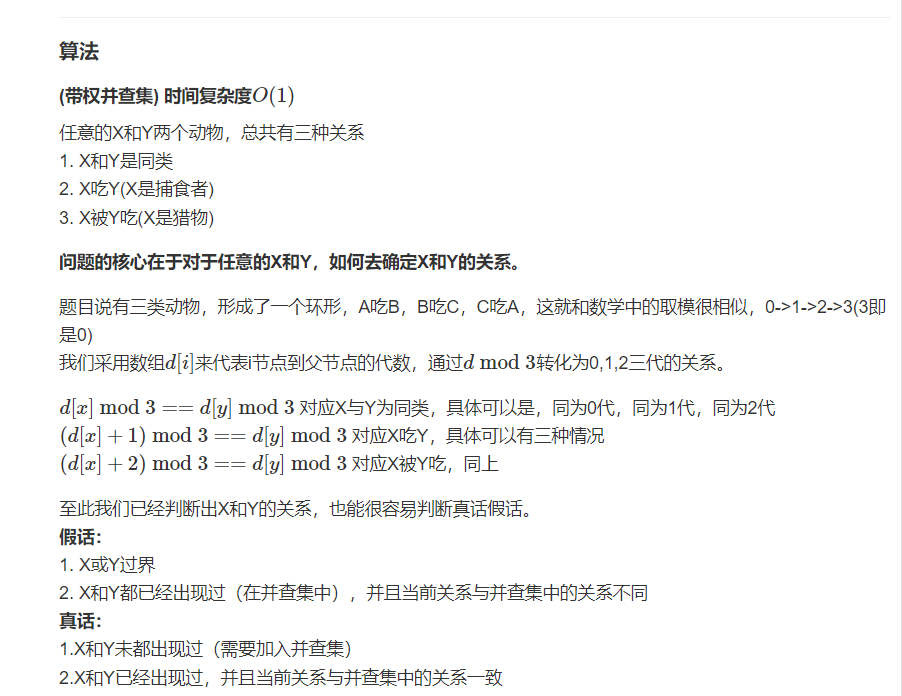 算法
(带权并查集) 时间复杂度O(1)
任意的X和Y两个动物，总共有三种关系
1. X和Y是同类
2. X吃Y(X是捕食者)
3. X被Y吃(X是猎物)
问题的核心在于对于任意的X和Y，如何去确定X和Y的关系。
题目说有三类动物，形成了一个环形，A吃B，B吃C，C吃A，这就和数学中的取模很相似，0->1->2->3(3即
是0)
我们采用数组d[i]来代表i节点到父节点的代数，通过d mod 3转化为0,1,2三代的关系。
d[x] mod 3 == d[y] mod 3 对应X与Y为同类，具体可以是，同为0代，同为1代，同为2代
(d[x] + 1) mod 3 == d[y] mod 3 对应X吃Y，具体可以有三种情况
(d[x] + 2) mod 3 == d[y] mod 3 对应X被Y吃，同上
至此我们已经判断出X和Y的关系，也能很容易判断真话假话。
假话：
1. X或Y过界
2. X和Y都已经出现过（在并查集中），并且当前关系与并查集中的关系不同
真话：
1.X和Y未都出现过（需要加入并查集）
2.X和Y已经出现过，并且当前关系与并查集中的关系一致